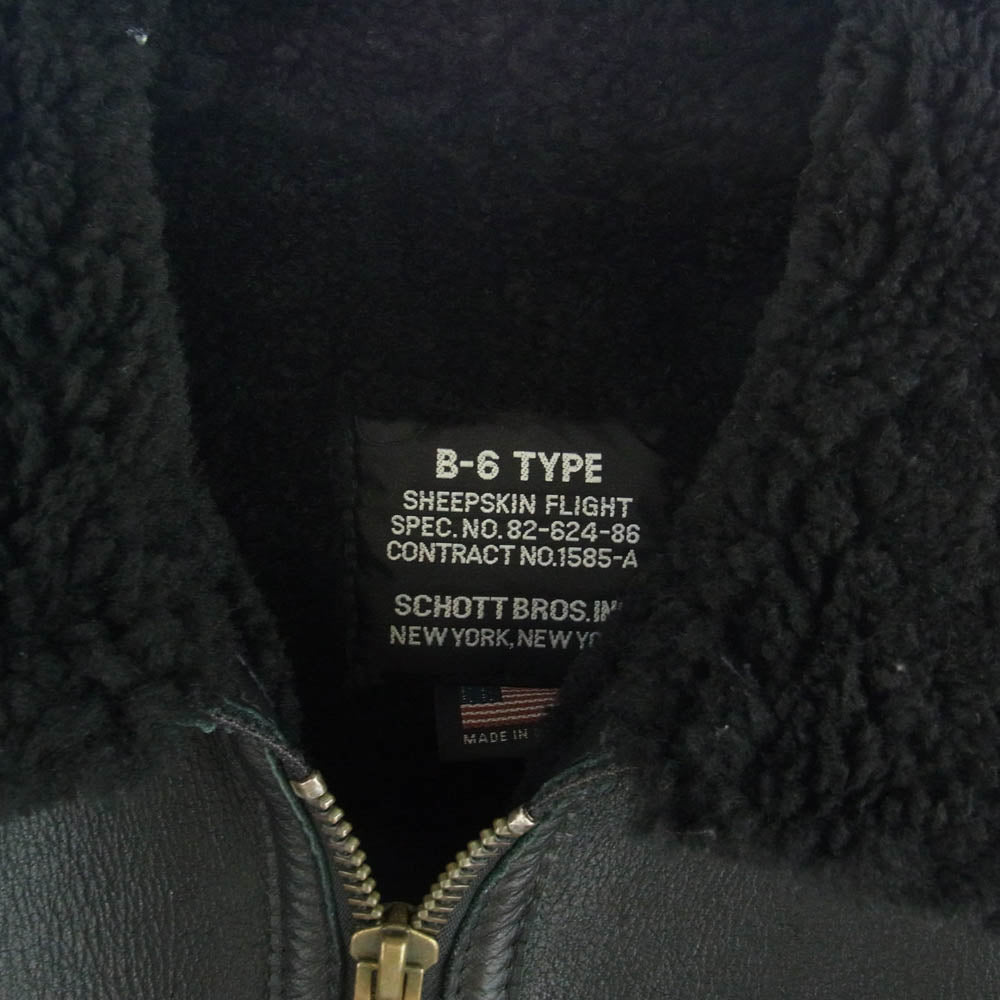 B-6 TYPE
SHEEPSKIN FLIGHT
SPEC. NO. 82-624-86
CONTRACT NO.1585-A
SCHOTT BROS.
NEW YORK, NEW
MADE IN